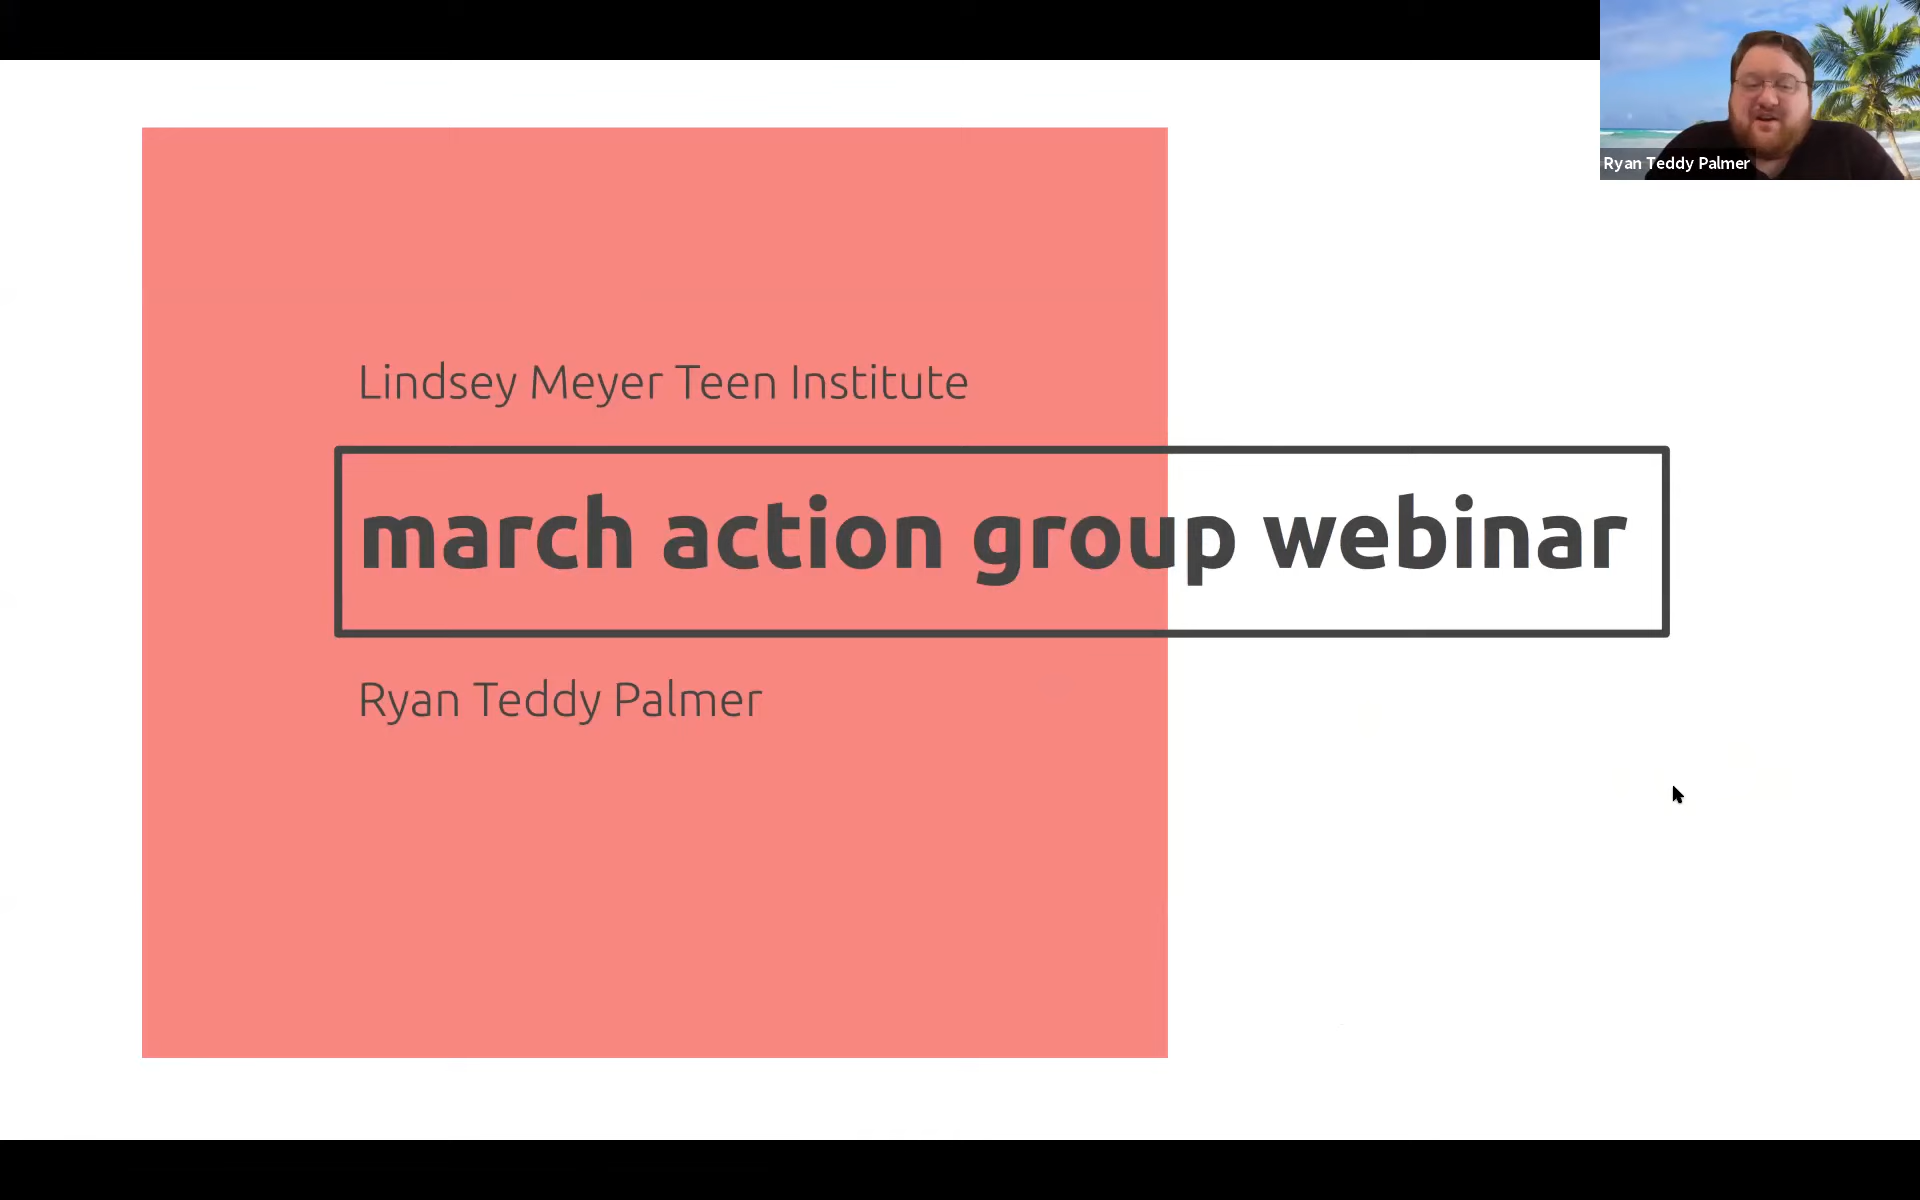 Ryan Teddy Palmer
Lindsey Meyer Teen Institute
march action group webinar
Ryan Teddy Palmer